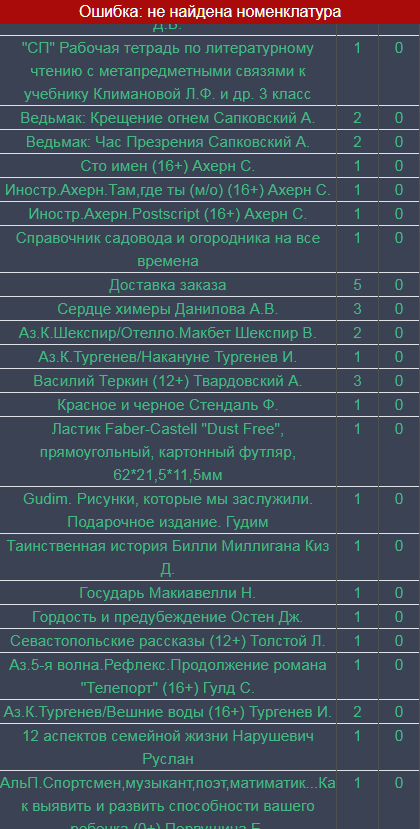 Ошибка: не найдена номенклатура
Д.В.
"СП" Рабочая тетрадь по литературному 1 0
чтению с метапредметными связями к
учебнику Климановой Л.Ф. и др. 3 класс
Ведьмак: Крещение огнем Сапковский А. 2 0
Ведьмак: Час Презрения Сапковский А. 2 0
Сто имен (16+) Ахерн С. 1 0
Иностр.Ахерн.Там,где ты (м/о) (16+) Ахерн С. 1 0
Иностр.Ахерн.Postscript (16+) Ахерн С. 1 0
Справочник садовода и огородника на все 1 0
времена
Доставка заказа 5 0
Сердце химеры Данилова А.В. 3 0
Аз.К.Шекспир/Отелло.Макбет Шекспир В. 2 0
Аз.К.Тургенев/Накануне Тургенев И. 1 0
Василий Теркин (12+) Твардовский А. 3 0
Красное и черное Стендаль Ф. 1 0
Ластик Faber-Castell "Dust Free", 1 0
прямоугольный, картонный футляр,
62*21,5*11,5мм
Gudim. Рисунки, которые мы заслужили. 1 0
Подарочное издание. Гудим
Таинственная история Билли Миллигана Киз 1 0
Д.
Государь Макиавелли Н. 1 0
Гордость и предубеждение Остен Дж. 1 0
Севастопольские рассказы (12+) Толстой Л. 1 0
Аз.5-я волна.Рефлекс.Продолжение романа 1 0
"Телепорт" (16+) Гулд С.
Аз.К.Тургенев/Вешние воды (16+) Тургенев И. 2 0
12 аспектов семейной жизни Нарушевич 1 0
Руслан
АльП.Спортсмен,музыкант,поэт,матиматик...Ка 1 0
к выявить и развить способности вашего
ребенка (0+) Первушина Е.